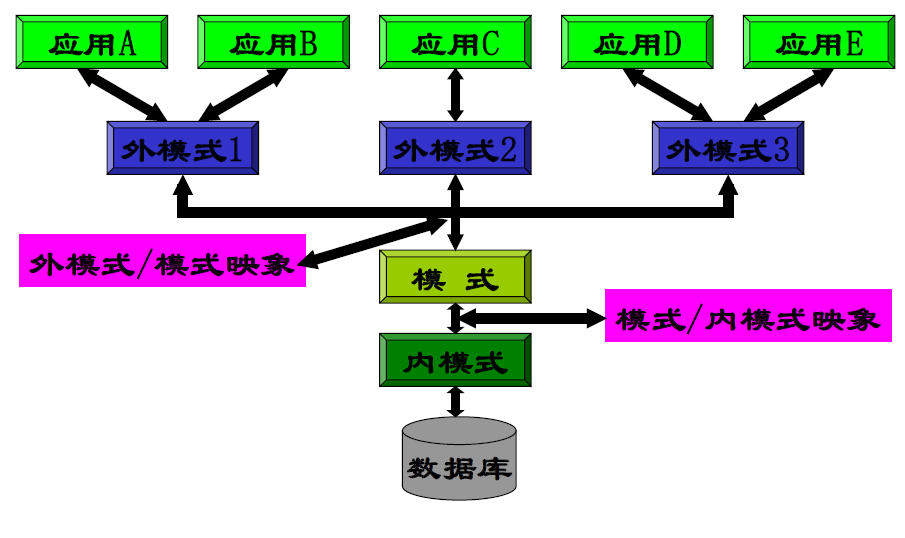 应用A
应用B
应用C
应用D
应用E
外模式1
外模式2
外模式3
外模式/模式映象
模 式
模式/内模式映象
内模式
数据库